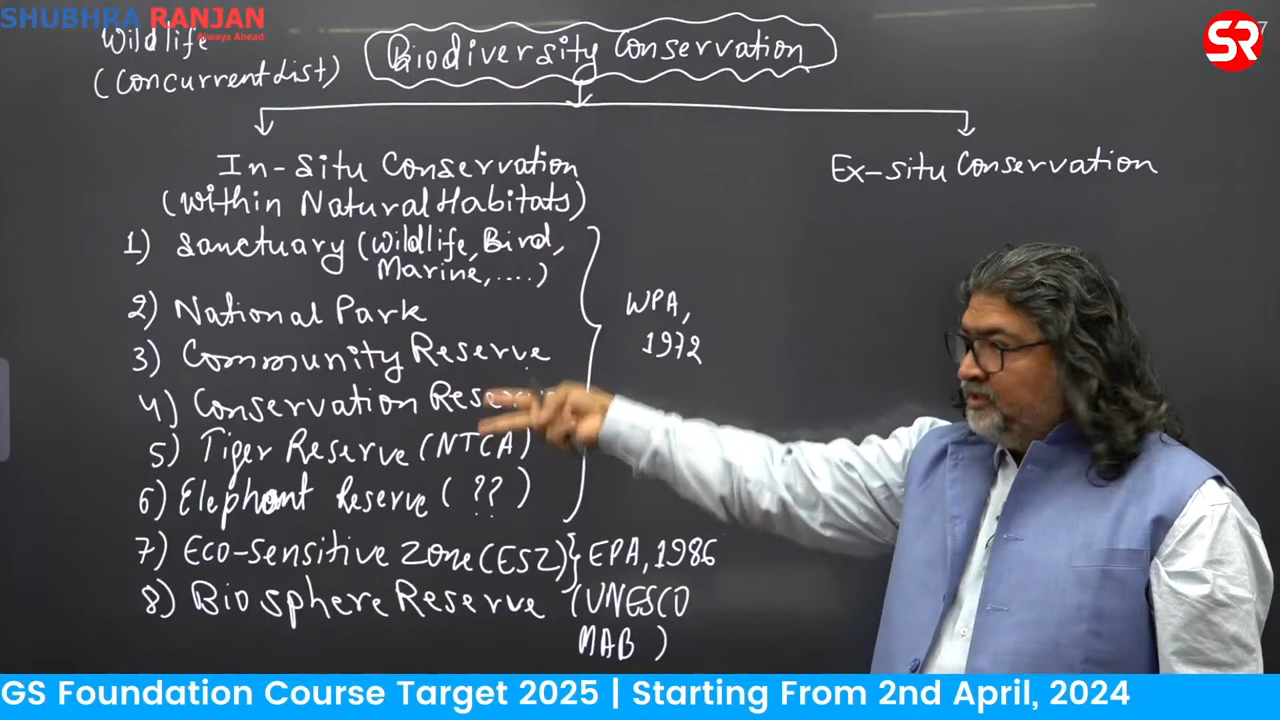 SHUBHRA RANJAN
Always Ahead
SR
7
Wildlife
(Concurrent List)
Biodiversity Conservation
In-Situ Conservation
(Within Natural Habitats)
1) Sanctuary (Wildlife, Bird,
Marine, ....)
2) National Park
3) Community Reserve
4) Conservation
5) Tiger Reserve (NTCA)
6) Elephant Reserve (??)
WPA,
1972
7) Eco-Sensitive Zone (ESZ)} EPA, 1986
8) Biosphere Reserve (UNESCO
MAB)
Ex-situ Conservation
GS Foundation Course Target 2025 | Starting From 2nd April, 2024